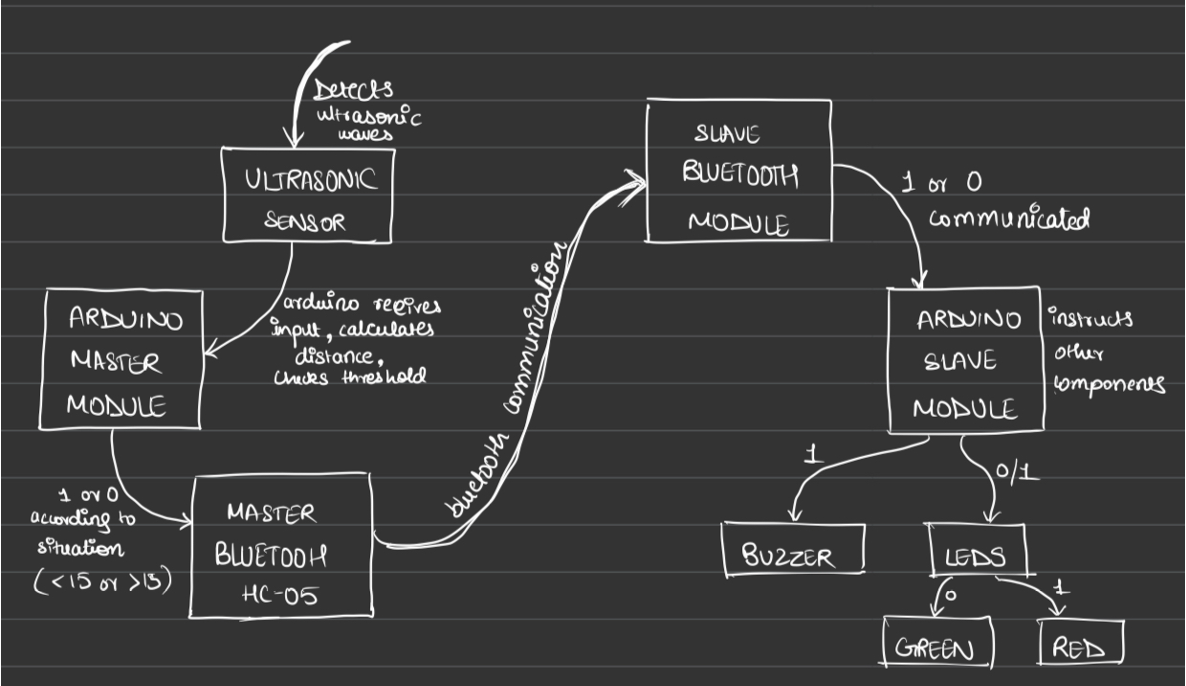 Detects
ultrasonic
waves
ULTRASONIC
SENSOR
arduino recives
input, calculates
distance,
checks threshold
ARDUINO
MASTER
MODULE
1 or 0
according to
situation
(<15 or >15)
MASTER
BLUETOOH
HC-05
bluetooth communication
SLAVE
BLUETOOTH
MODULE
1 or 0
communicated
ARDUINO
SLAVE
MODULE
instructs
other
components
1
0/1
BUZZER
LEDS
0
1
GREEN
RED